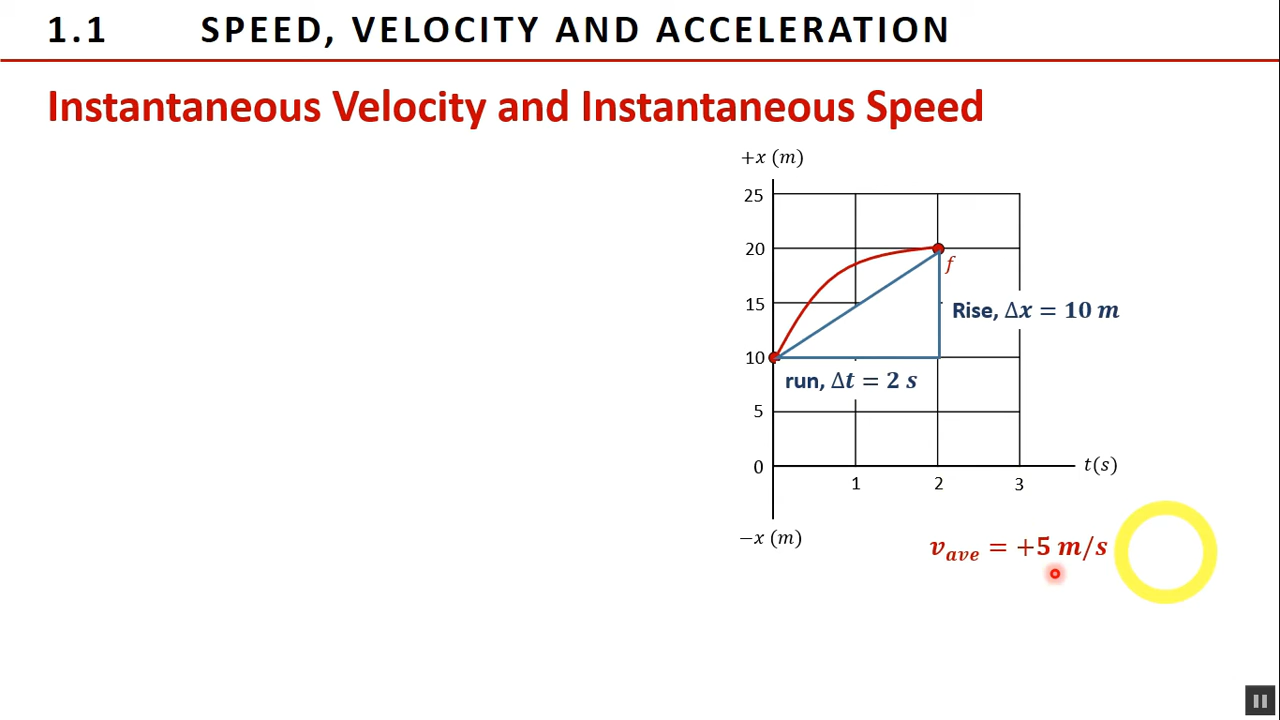 1.1 SPEED, VELOCITY AND ACCELERATION
Instantaneous Velocity and Instantaneous Speed
+x (m)
25
20
f
15
Rise, Δx = 10 m
10
run, Δt = 2 s
5
0
t(s)
1 2 3
−x (m)
v_ave = +5 m/s